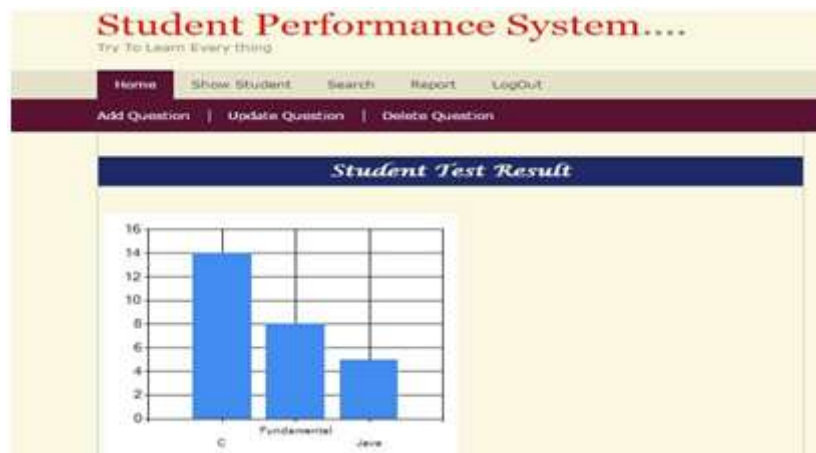 Student Performance System....
Try To Learn Every thing
Home Show Student Search Report LogOut
Add Question | Update Question | Delete Question
Student Test Result
16
14
12
10
8
6
4
2
0
Fundamental
C Java